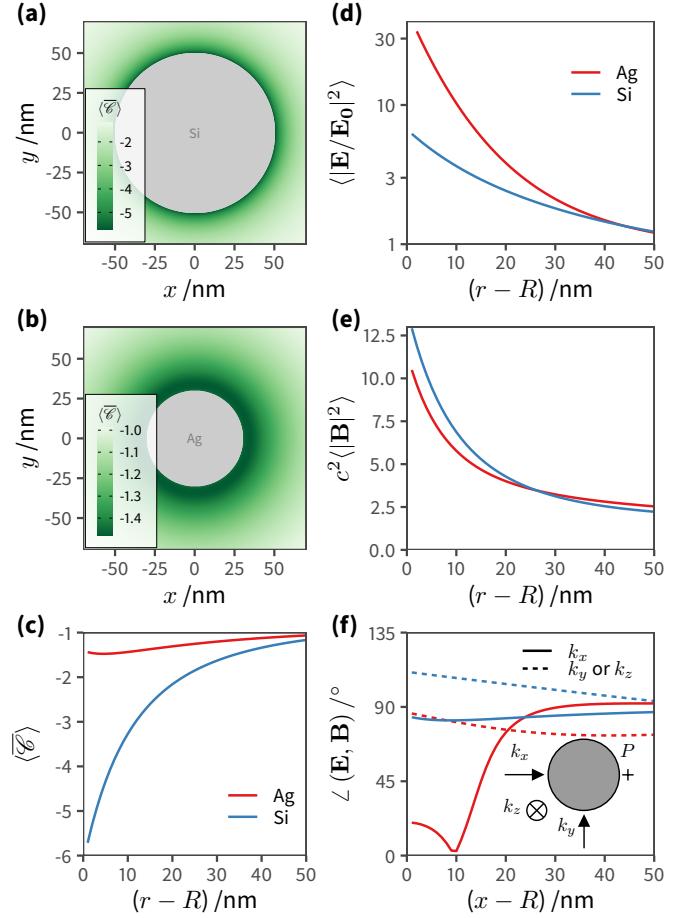 (a)
50
25
0
-25
-50
y /nm
⟨𝒞̅⟩
-2
-3
-4
-5
Si
-50 -25 0 25 50
x /nm
(b)
50
25
0
-25
-50
y /nm
⟨𝒞̅⟩
-1.0
-1.1
-1.2
-1.3
-1.4
Ag
-50 -25 0 25 50
x /nm
(c)
-1
-2
-3
-4
-5
-6
⟨𝒞̅⟩
Ag
Si
0 10 20 30 40 50
(r − R) /nm
(d)
30
10
3
1
⟨|E/E₀|²⟩
Ag
Si
0 10 20 30 40 50
(r − R) /nm
(e)
12.5
10.0
7.5
5.0
2.5
0.0
c²⟨|B|²⟩
0 10 20 30 40 50
(r − R) /nm
(f)
135
90
45
0
∠ (E, B) /°
kₓ
k_y or k_z
kₓ
P
+
k_z
k_y
0 10 20 30 40 50
(x − R) /nm